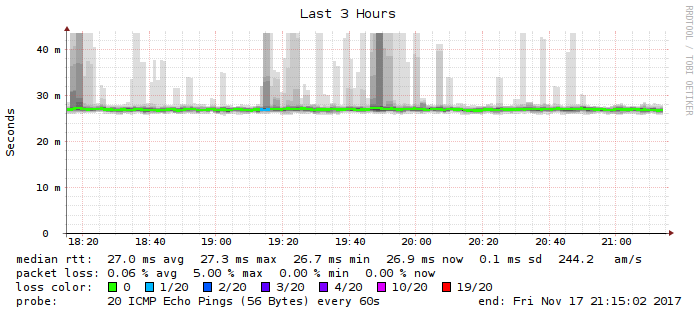 Last 3 Hours
RRDTOOL / TOBI OETIKER
Seconds
40 m
30 m
20 m
10 m
0
18:20 18:40 19:00 19:20 19:40 20:00 20:20 20:40 21:00
median rtt: 27.0 ms avg 27.3 ms max 26.7 ms min 26.9 ms now 0.1 ms sd 244.2 am/s
packet loss: 0.06 % avg 5.00 % max 0.00 % min 0.00 % now
loss color: 0 1/20 2/20 3/20 4/20 10/20 19/20
probe: 20 ICMP Echo Pings (56 Bytes) every 60s end: Fri Nov 17 21:15:02 2017